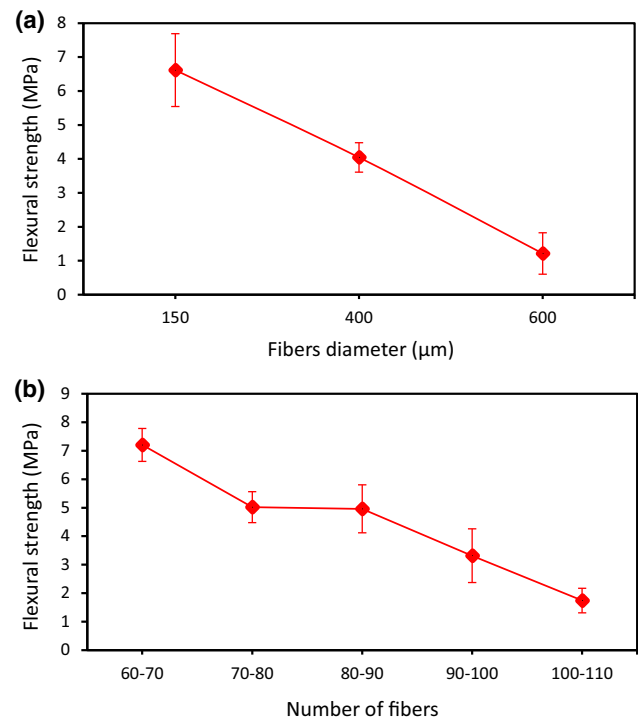 (a)
Flexural strength (MPa)
8
7
6
5
4
3
2
1
0
150 400 600
Fibers diameter (µm)
(b)
Flexural strength (MPa)
9
8
7
6
5
4
3
2
1
0
60-70 70-80 80-90 90-100 100-110
Number of fibers